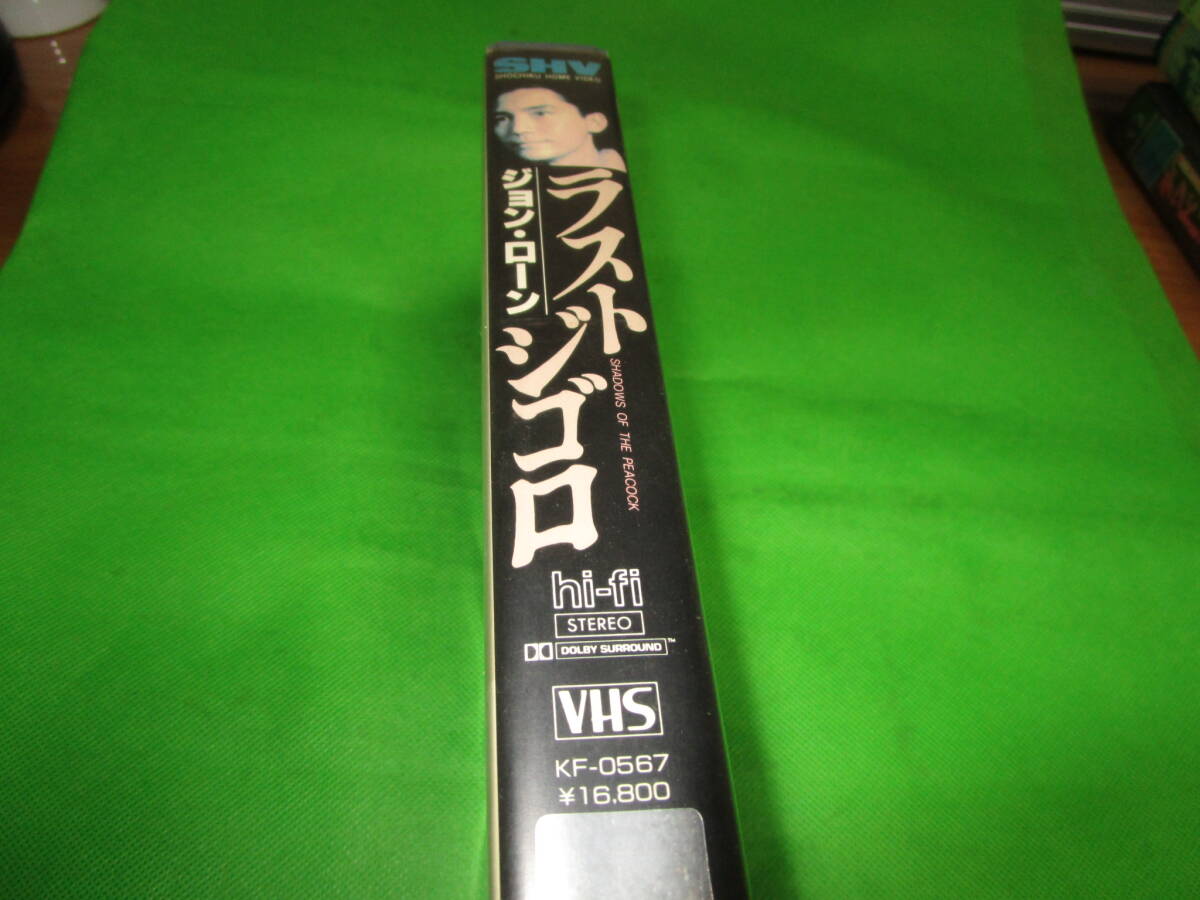 SHV
SHOCHIKU HOME VIDEO
ジョン・ローン
ラスト
ジゴロ
SHADOWS OF THE PEACOCK
hi-fi
STEREO
DOLBY SURROUND™
VHS
KF-0567
¥16,800